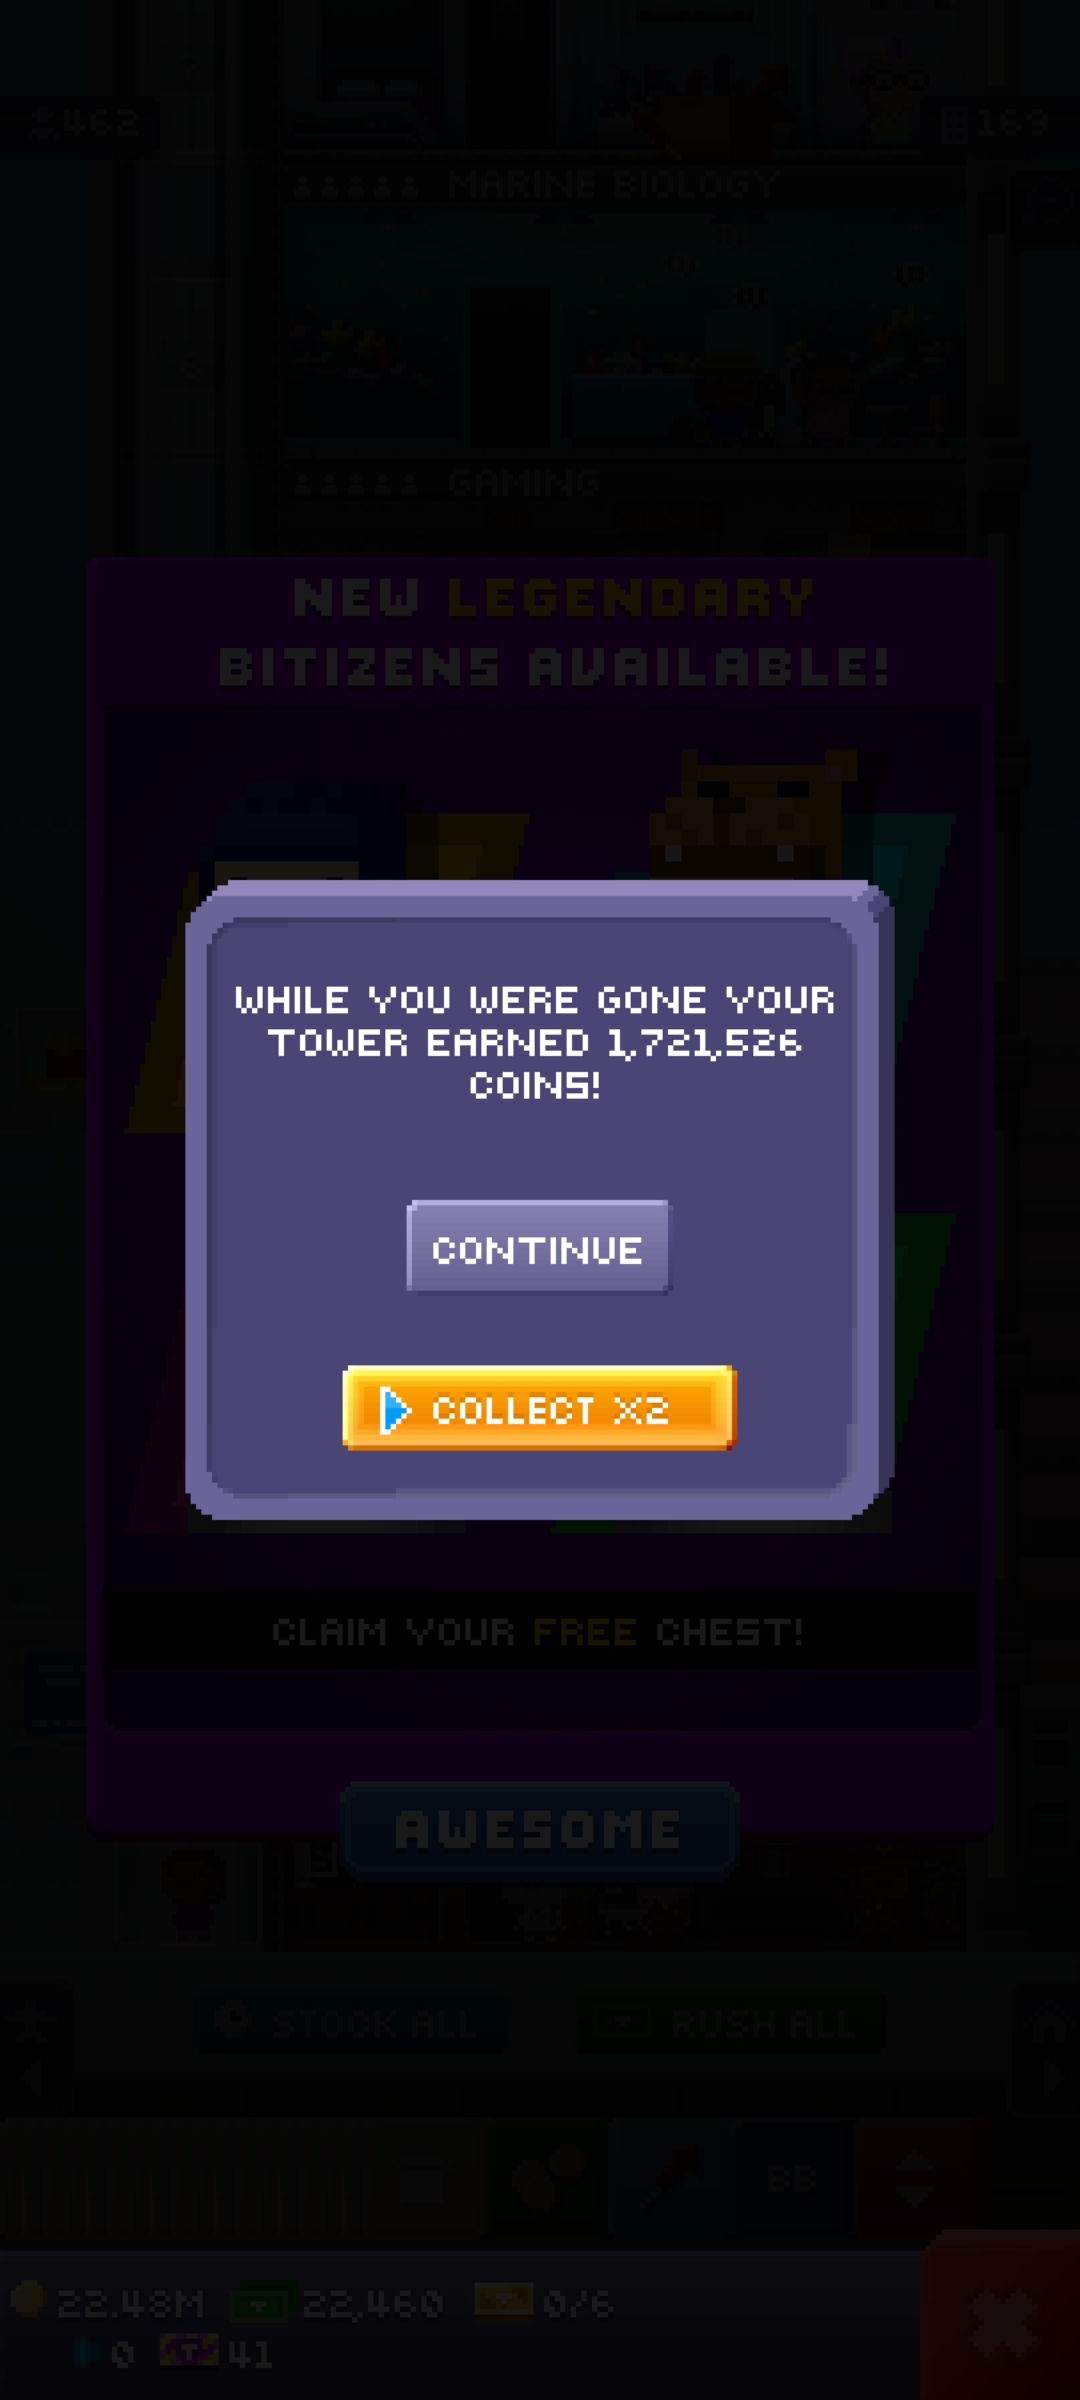 462
169
MARINE BIOLOGY
GAMING
NEW LEGENDARY
BITIZENS AVAILABLE!
WHILE YOU WERE GONE YOUR
TOWER EARNED 1,721,526
COINS!
CONTINUE
COLLECT X2
CLAIM YOUR FREE CHEST!
AWESOME
STOCK ALL
RUSH ALL
BB
22.48M
22,460
0/6
0
41